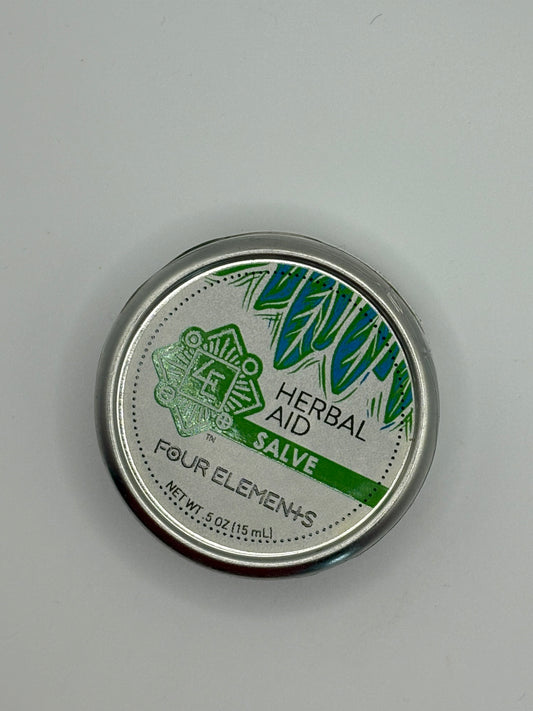 4E
TM
HERBAL
AID
SALVE
FOUR ELEMENTS
NET WT .5 OZ (15 mL)